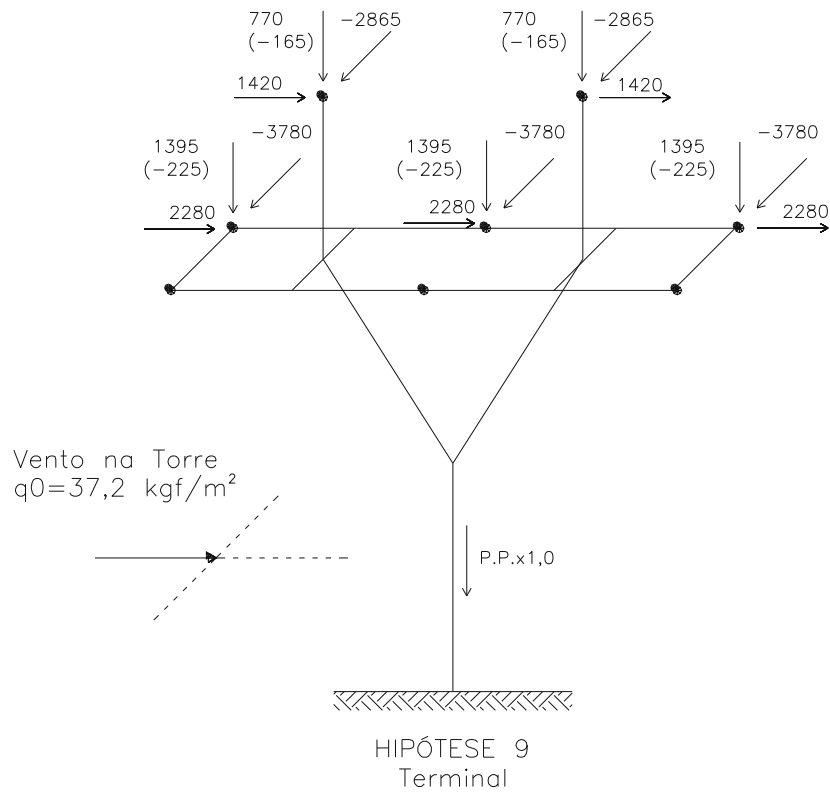 770 -2865 770 -2865
(-165) (-165)
1420 1420
1395 -3780 1395 -3780 1395 -3780
(-225) (-225) (-225)
2280 2280 2280
Vento na Torre
q0=37,2 kgf/m²
P.P.x1,0
HIPÓTESE 9
Terminal